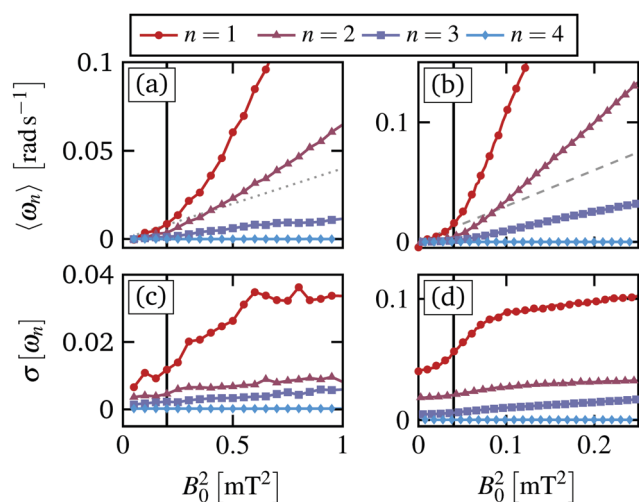 n = 1 n = 2 n = 3 n = 4
(a) (b)
⟨ωₙ⟩ [rad s⁻¹]
0.1
0.05
0
0.1
0
(c) (d)
σ [ωₙ]
0.04
0.02
0
0.1
0
0 0.5 1
0 0.1 0.2
B₀² [mT²] B₀² [mT²]